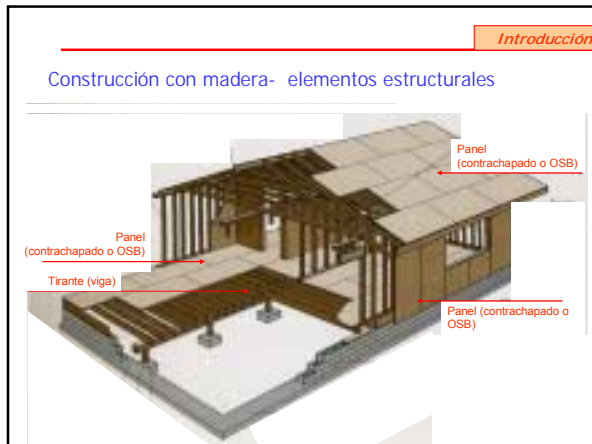 Introducción
Construcción con madera- elementos estructurales
Panel
(contrachapado o OSB)
Panel
(contrachapado o OSB)
Tirante (viga)
Panel (contrachapado o
OSB)